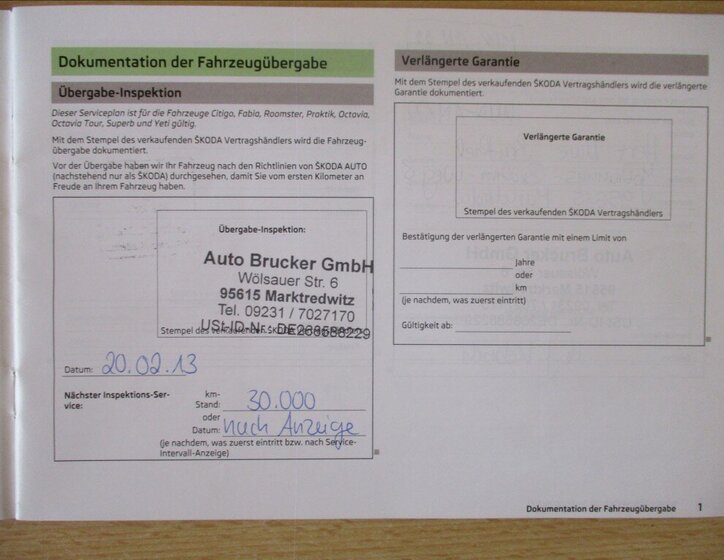 Dokumentation der Fahrzeugübergabe
Übergabe-Inspektion
Dieser Serviceplan ist für die Fahrzeuge Citigo, Fabia, Roomster, Praktik, Octavia,
Octavia Tour, Superb und Yeti gültig.
Mit dem Stempel des verkaufenden ŠKODA Vertragshändlers wird die Fahrzeug-
übergabe dokumentiert.
Vor der Übergabe haben wir Ihr Fahrzeug nach den Richtlinien von ŠKODA AUTO
(nachstehend nur als ŠKODA) durchgesehen, damit Sie vom ersten Kilometer an
Freude an Ihrem Fahrzeug haben.
Übergabe-Inspektion:
Auto Brucker GmbH
Wölsauer Str. 6
95615 Marktredwitz
Tel. 09231 / 7027170
USt-ID-Nr. DE266588229
Stempel des verkaufenden ŠKODA
Datum: 20.02.13
Nächster Inspektions-Ser-
vice:
km-
Stand: 30.000
oder
Datum: nach Anzeige
(je nachdem, was zuerst eintritt bzw. nach Service-
Intervall-Anzeige)
Verlängerte Garantie
Mit dem Stempel des verkaufenden ŠKODA Vertragshändlers wird die verlängerte
Garantie dokumentiert.
Verlängerte Garantie
Stempel des verkaufenden ŠKODA Vertragshändlers
Bestätigung der verlängerten Garantie mit einem Limit von
Jahre
oder
km
(je nachdem, was zuerst eintritt)
Gültigkeit ab:
Dokumentation der Fahrzeugübergabe 1